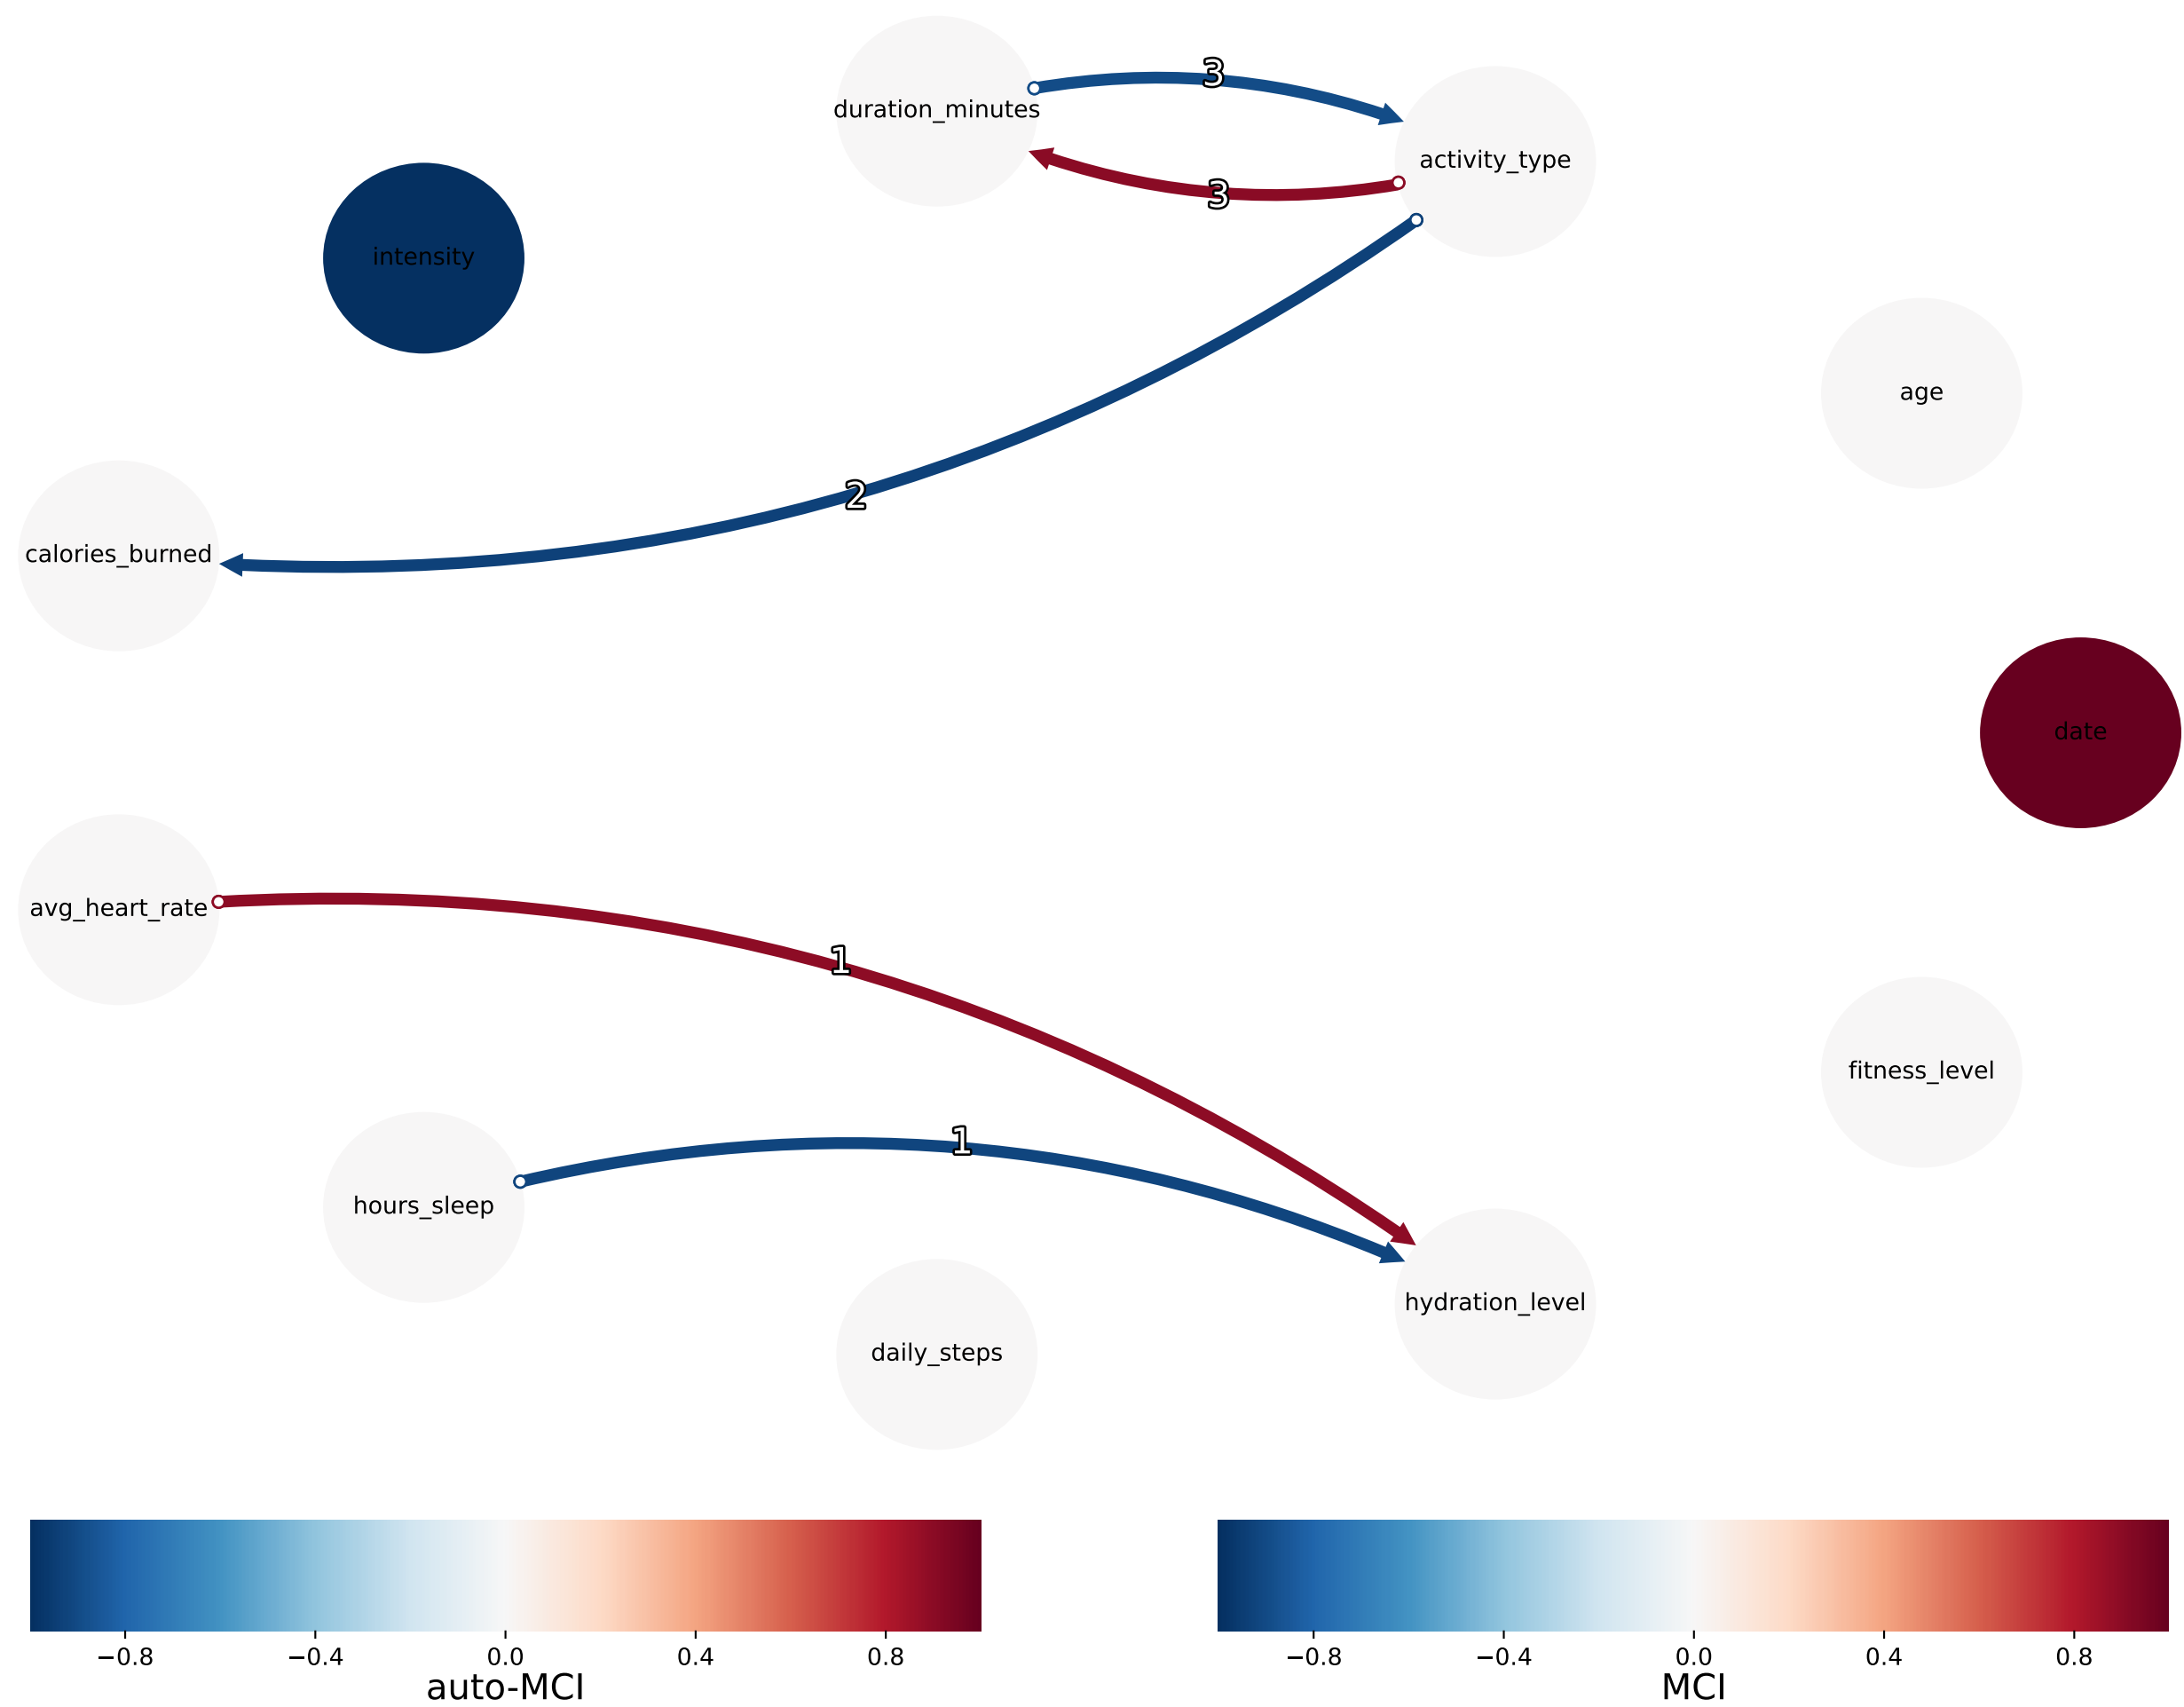 3
duration_minutes
activity_type
3
intensity
age
2
calories_burned
date
avg_heart_rate
1
fitness_level
1
hours_sleep
hydration_level
daily_steps
−0.8 −0.4 0.0 0.4 0.8
auto-MCI
−0.8 −0.4 0.0 0.4 0.8
MCI